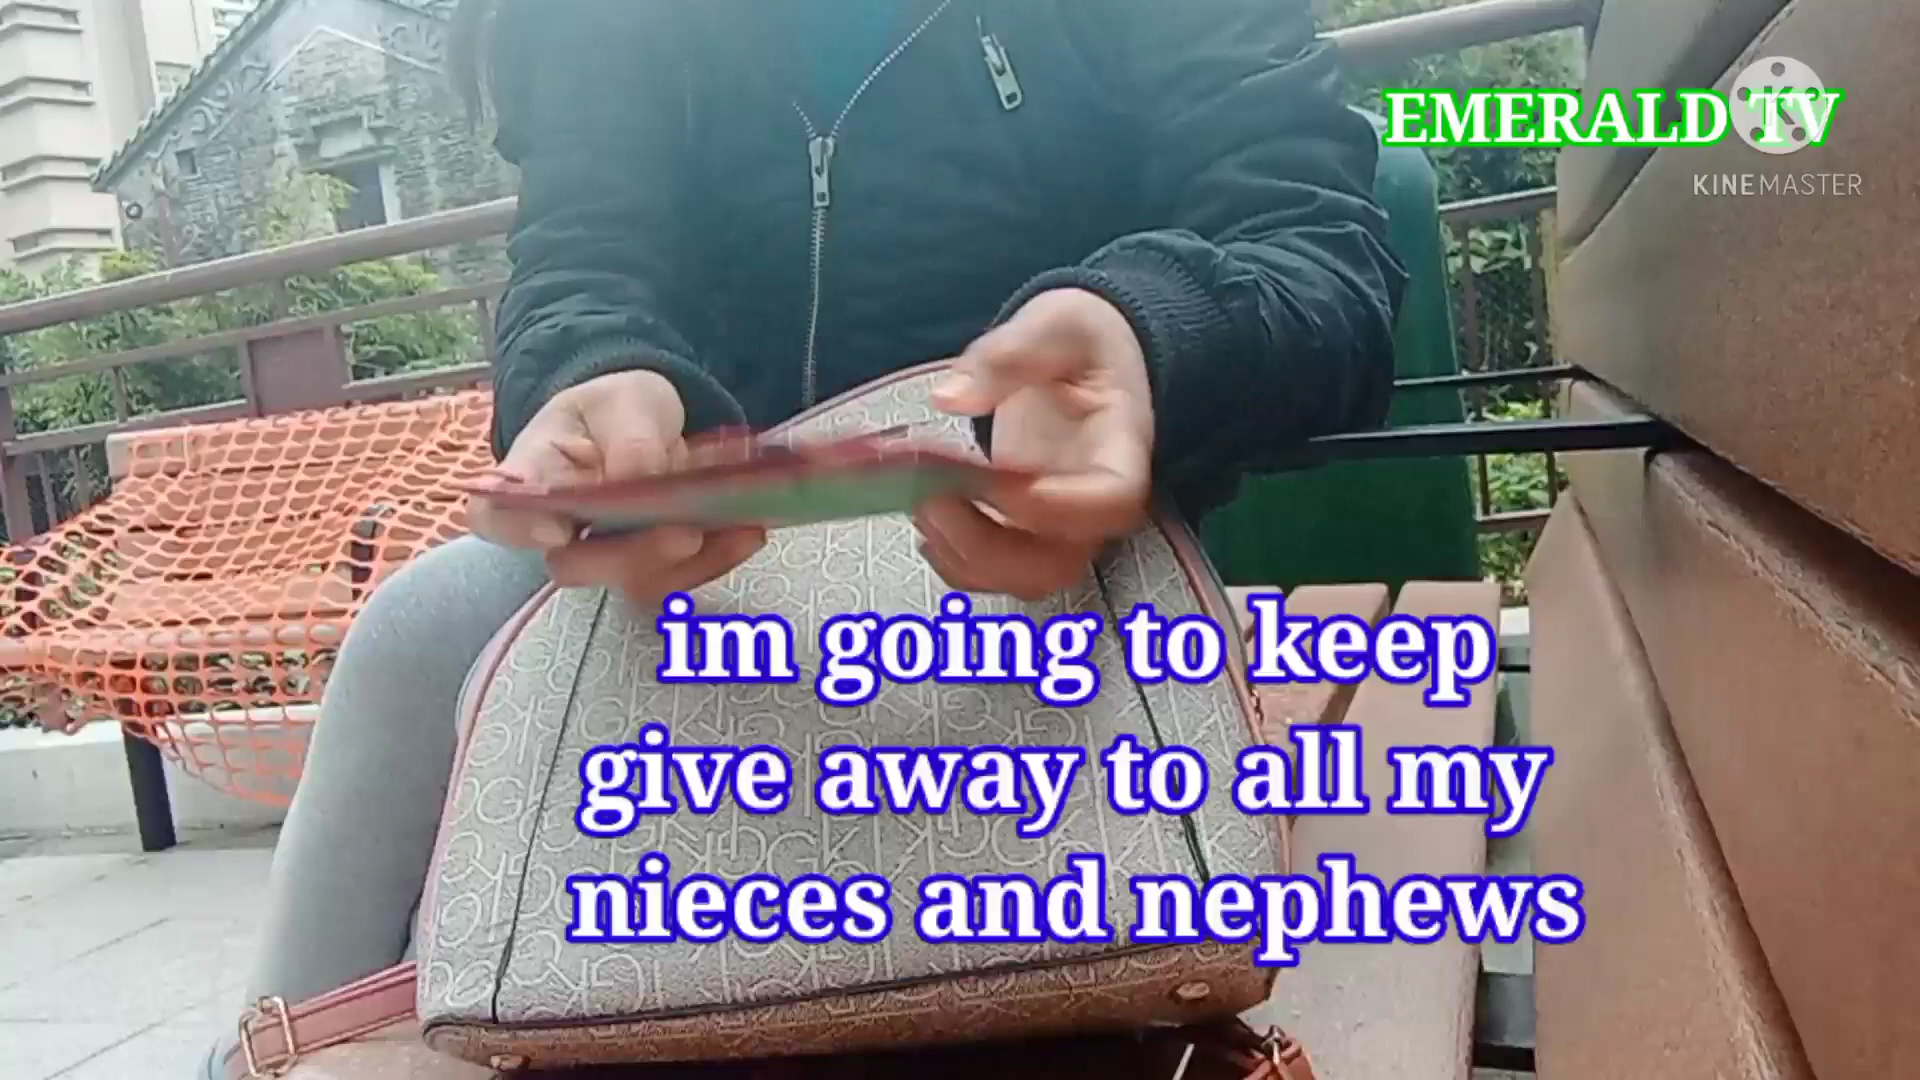 EMERALD TV
KINEMASTER
im going to keep
give away to all my
nieces and nephews